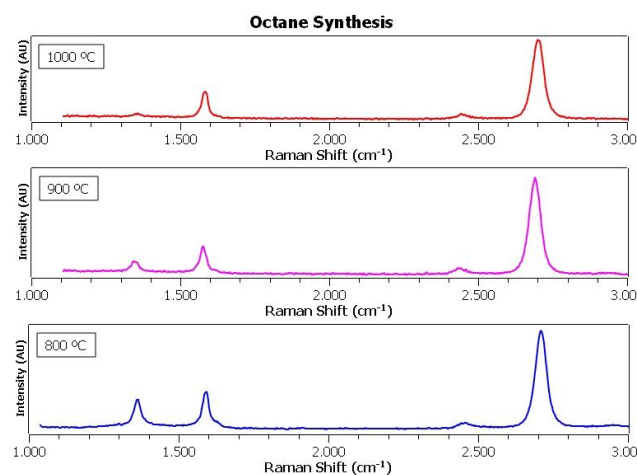 Octane Synthesis
Intensity (AU)
1000 ºC
1.000 1.500 2.000 2.500 3.00
Raman Shift (cm⁻¹)
Intensity (AU)
900 ºC
1.000 1.500 2.000 2.500 3.00
Raman Shift (cm⁻¹)
Intensity (AU)
800 ºC
1.000 1.500 2.000 2.500 3.00
Raman Shift (cm⁻¹)